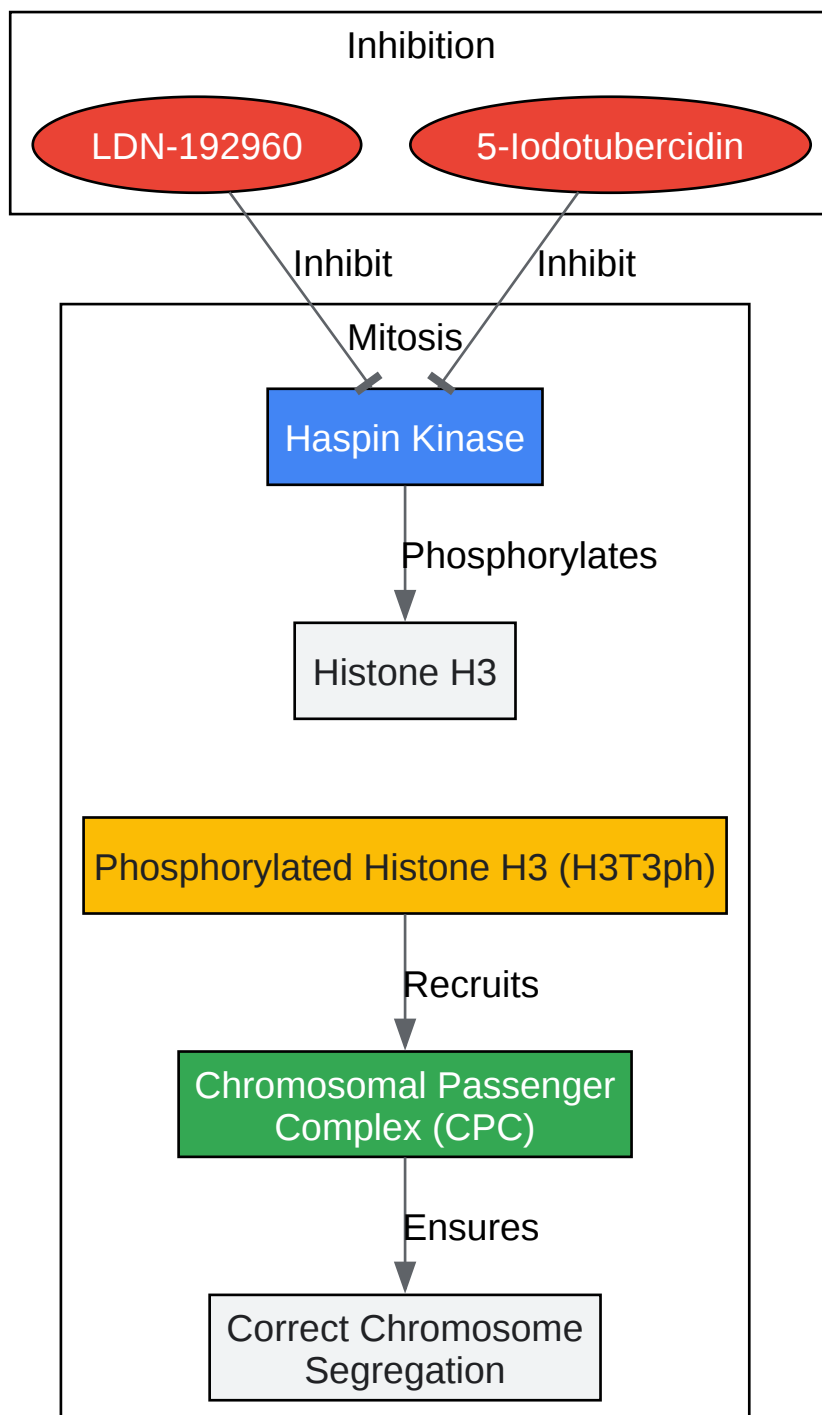 Inhibition
LDN-192960
5-Iodotubercidin
Inhibit
Inhibit
Mitosis
Haspin Kinase
Phosphorylates
Histone H3
Phosphorylated Histone H3 (H3T3ph)
Recruits
Chromosomal Passenger
Complex (CPC)
Ensures
Correct Chromosome
Segregation